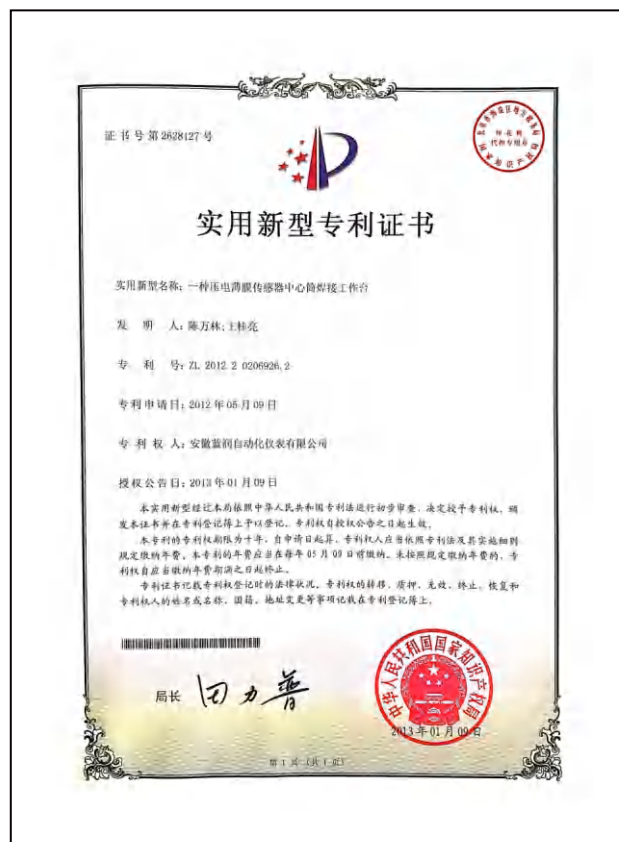 证书号第2628127号
实用新型专利证书
实用新型名称：一种压电薄膜传感器中心筒焊接工作台
发 明 人：陈万林;王桂亮
专 利 号：ZL 2012 2 0206926.2
专利申请日：2012年05月09日
专 利 权 人：安徽蓝润自动化仪表有限公司
授权公告日：2013年01月09日
本实用新型经过本局依照中华人民共和国专利法进行初步审查，决定授予专利权，颁
发本证书并在专利登记簿上予以登记。专利权自授权公告之日起生效。
本专利的专利权期限为十年，自申请日起算。专利权人应当依照专利法及其实施细则
规定缴纳年费。本专利的年费应当在每年05月09日前缴纳。未按照规定缴纳年费的，专
利权自应当缴纳年费期满之日起终止。
专利证书记载专利权登记时的法律状况。专利权的转移、质押、无效、终止、恢复和
专利权人的姓名或名称、国籍、地址变更等事项记载在专利登记簿上。
局长 田力普
中华人民共和国国家知识产权局
2013年01月09日
第1页（共1页）